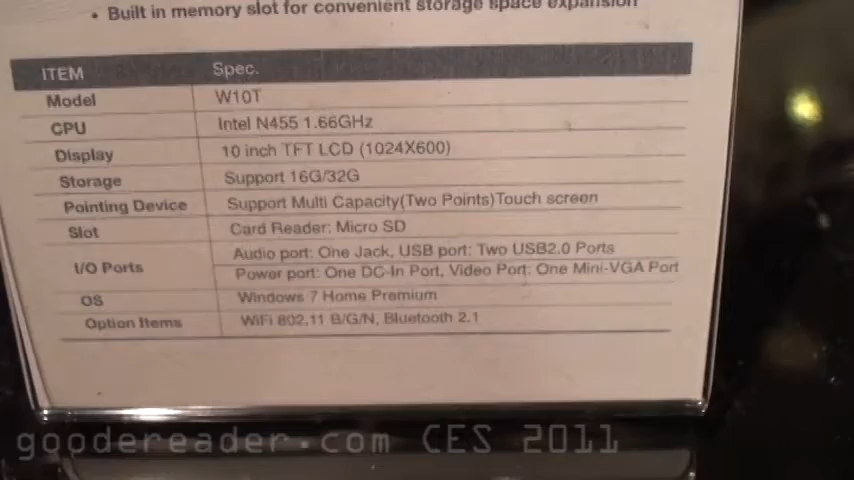 • Built in memory slot for convenient storage space expansion
ITEM Spec.
Model W10T
CPU Intel N455 1.66GHz
Display 10 inch TFT LCD (1024X600)
Storage Support 16G/32G
Pointing Device Support Multi Capacity(Two Points)Touch screen
Slot Card Reader: Micro SD
I/O Ports Audio port: One Jack, USB port: Two USB2.0 Ports
Power port: One DC-In Port, Video Port: One Mini-VGA Port
OS Windows 7 Home Premium
Option Items WiFi 802.11 B/G/N, Bluetooth 2.1
goodereader.com CES 2011